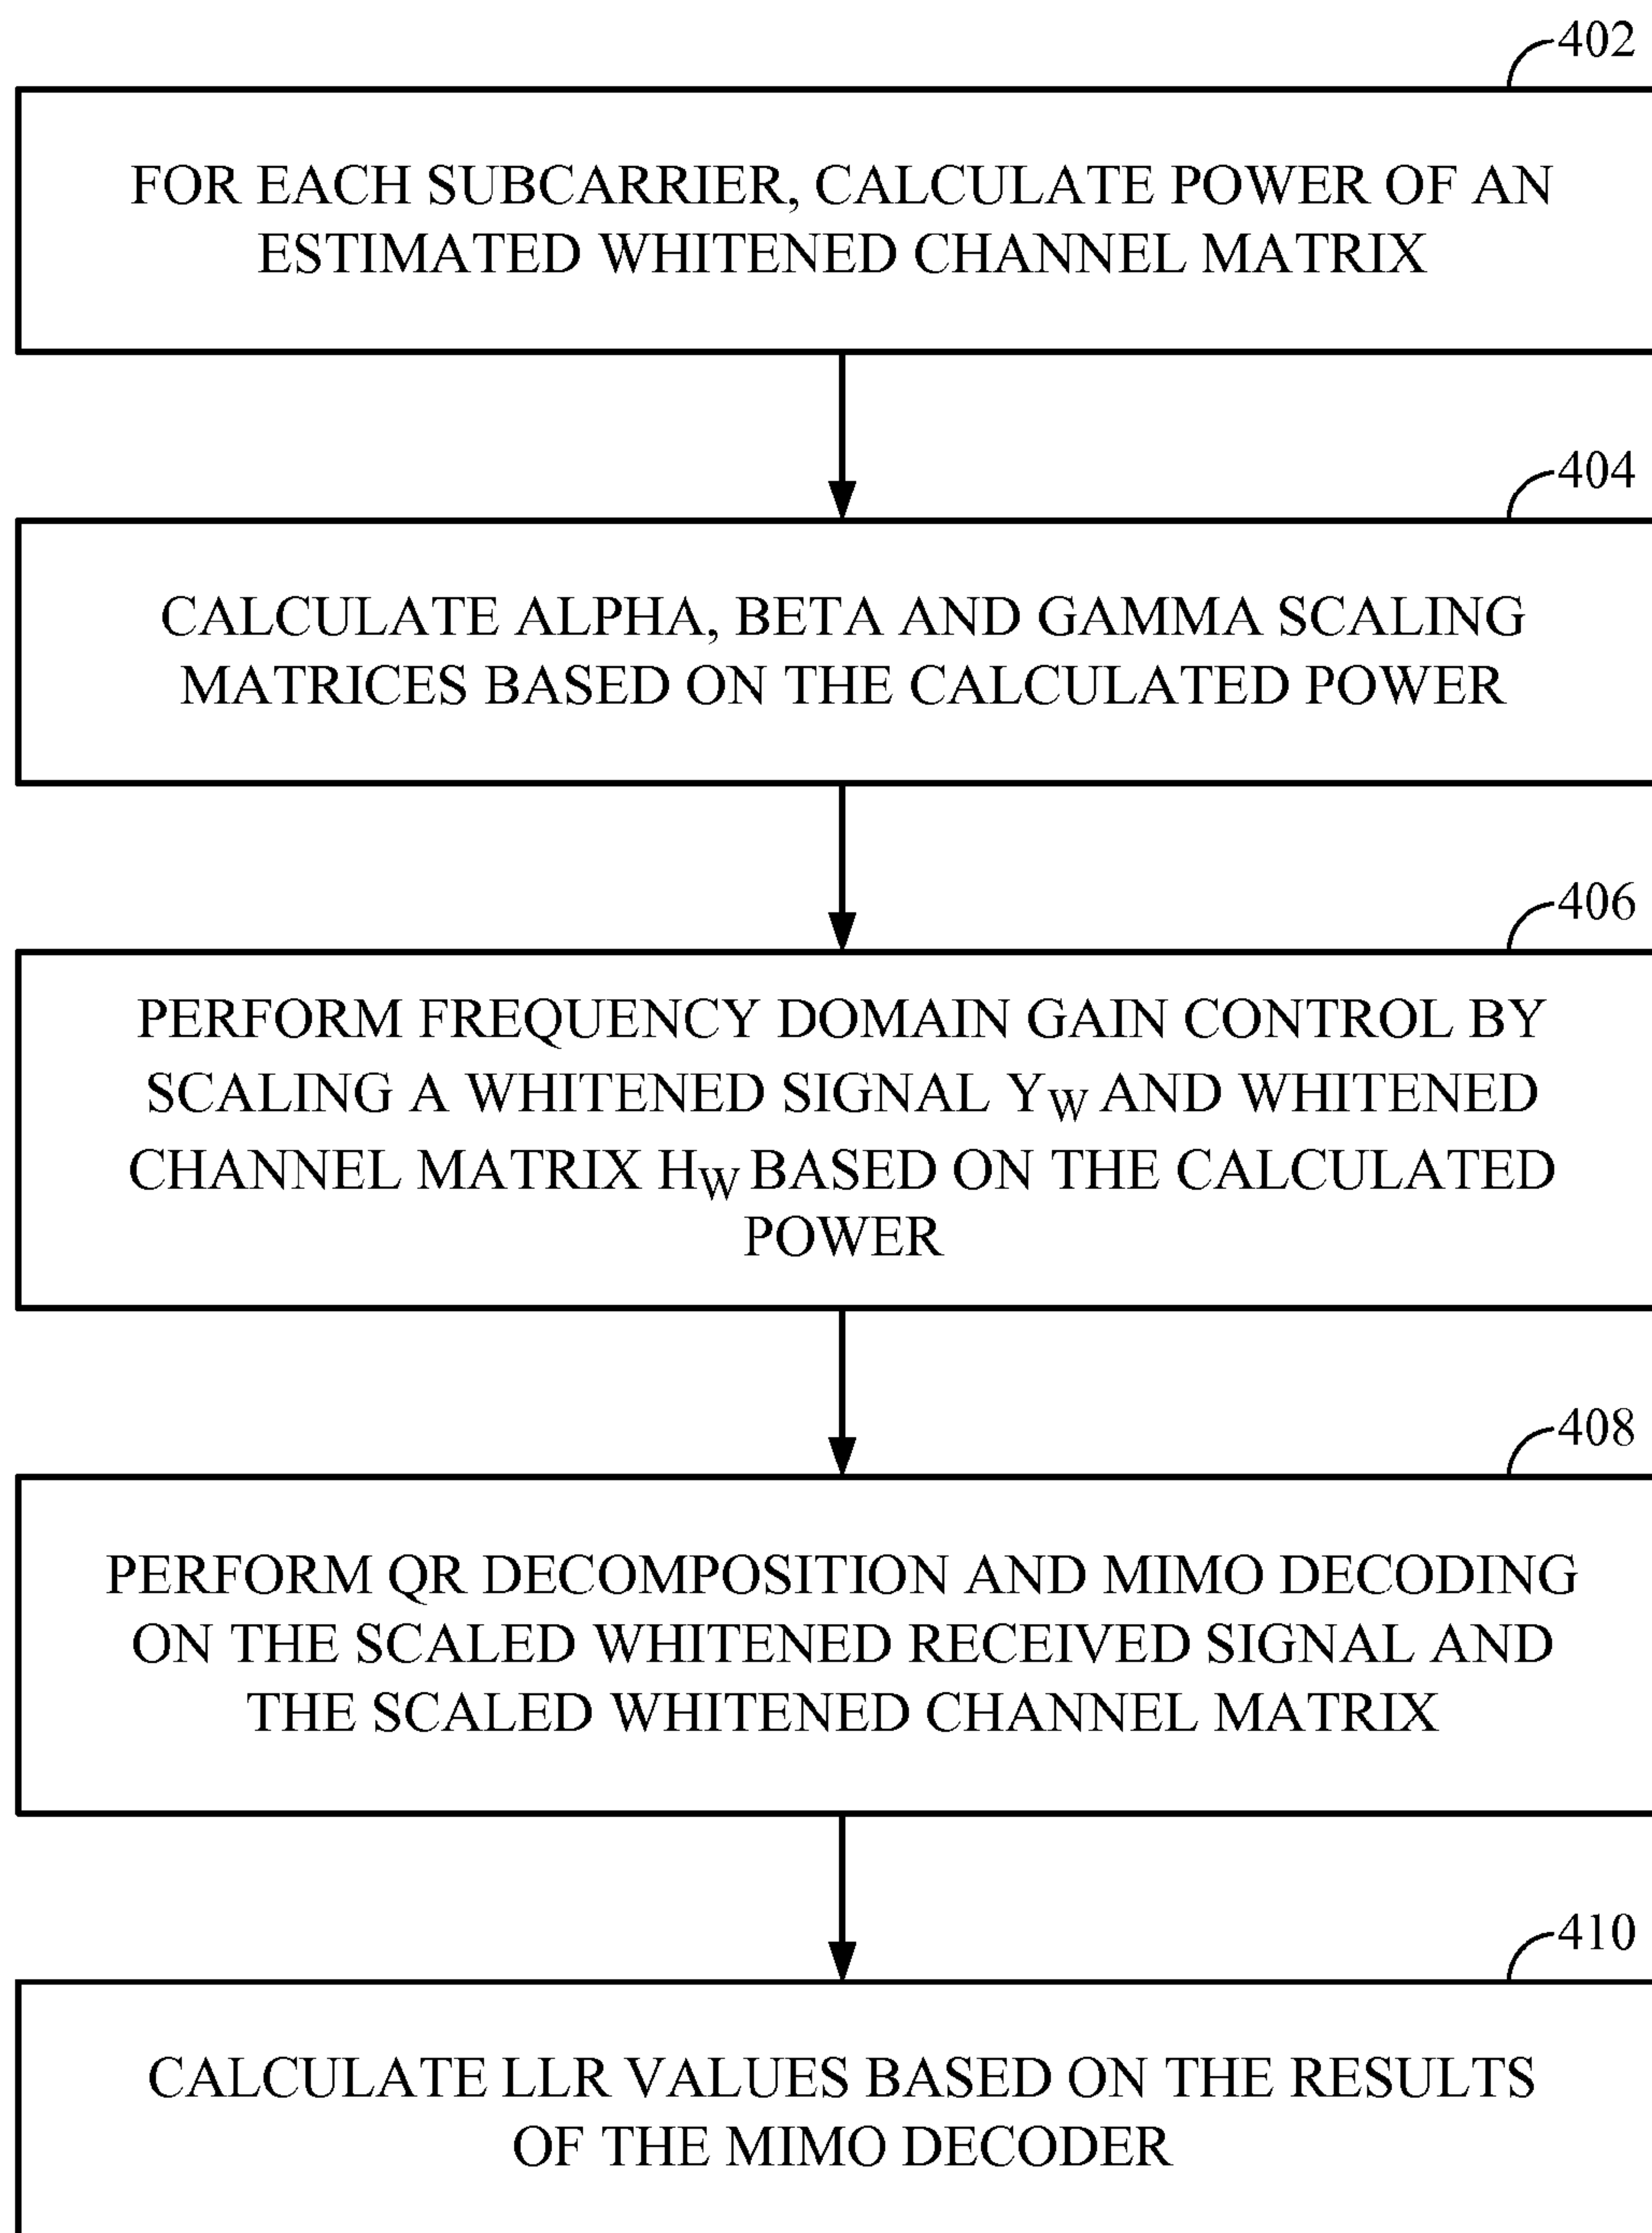 402
FOR EACH SUBCARRIER, CALCULATE POWER OF AN
ESTIMATED WHITENED CHANNEL MATRIX
404
CALCULATE ALPHA, BETA AND GAMMA SCALING
MATRICES BASED ON THE CALCULATED POWER
406
PERFORM FREQUENCY DOMAIN GAIN CONTROL BY
SCALING A WHITENED SIGNAL YW AND WHITENED
CHANNEL MATRIX HW BASED ON THE CALCULATED
POWER
408
PERFORM QR DECOMPOSITION AND MIMO DECODING
ON THE SCALED WHITENED RECEIVED SIGNAL AND
THE SCALED WHITENED CHANNEL MATRIX
410
CALCULATE LLR VALUES BASED ON THE RESULTS
OF THE MIMO DECODER